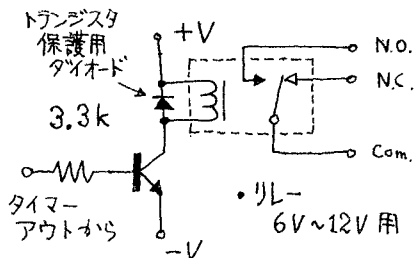 トランジスタ
保護用
ダイオード
+V
N.O.
N.C.
3.3k
Com.
タイマー
アウトから
-V
・リレー
6V~12V用